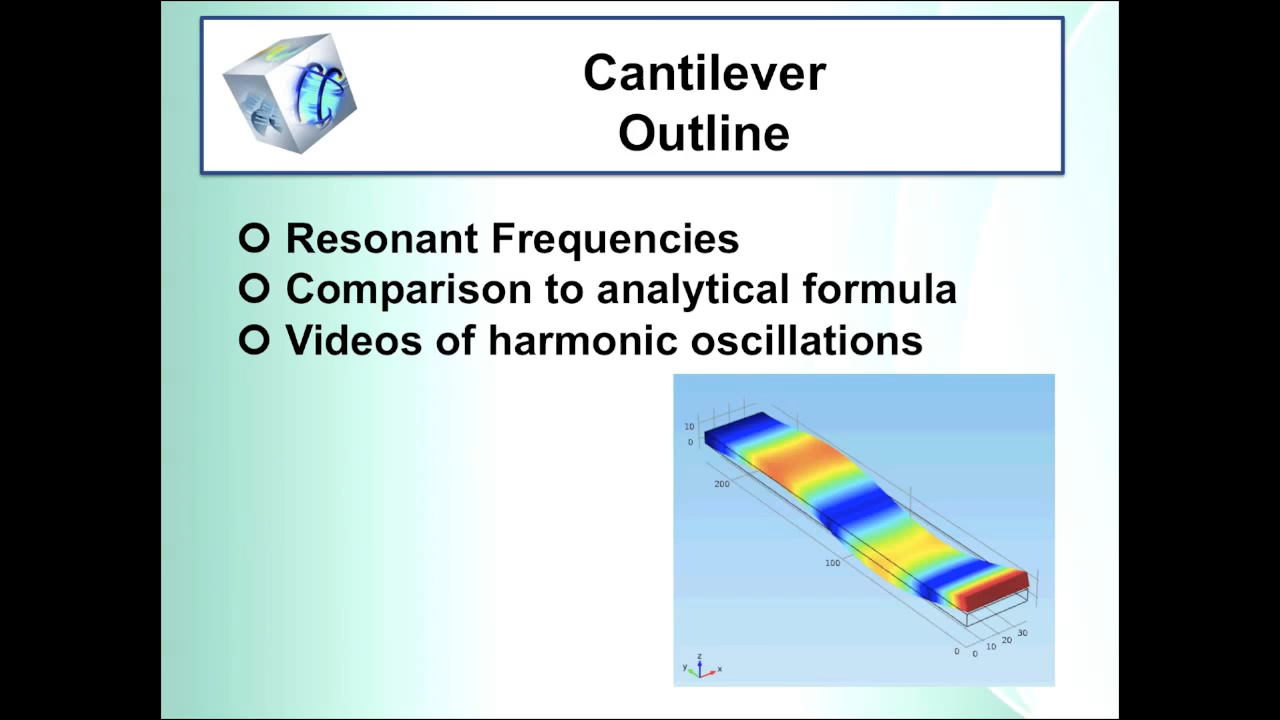 Cantilever
Outline
Resonant Frequencies
Comparison to analytical formula
Videos of harmonic oscillations
10
0
200
100
0
0
10
20
30
z
y
x